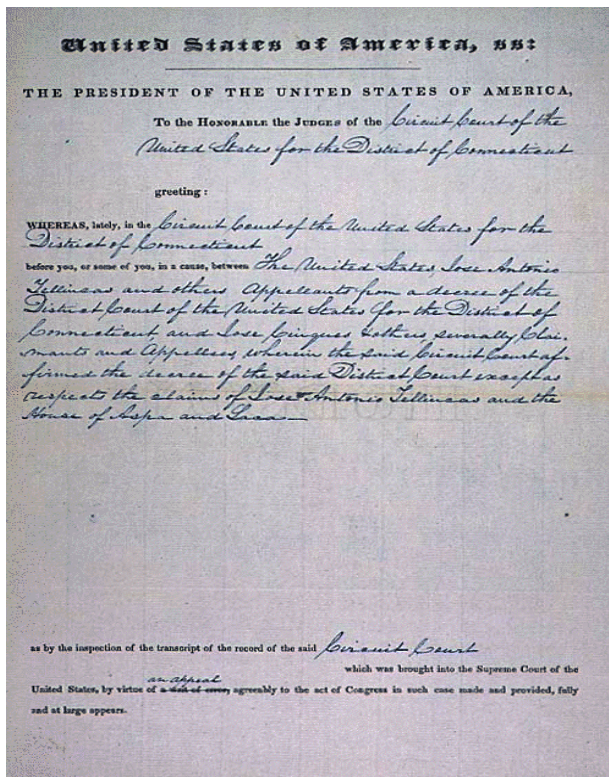 United States of America, ss:
THE PRESIDENT OF THE UNITED STATES OF AMERICA,
To the HONORABLE the JUDGES of the Circuit Court of the
United States for the District of Connecticut
greeting :
WHEREAS, lately, in the Circuit Court of the United States for the
District of Connecticut
before you, or some of you, in a cause, between The United States, Jose Antonio
Tellincas and others, Appellants from a decree of the
District Court of the United States for the District of
Connecticut, and Jose Cingues & others, severally Clai-
mants and Appellees, wherein the said Circuit Court af-
firmed the decree of the said District Court except as
respects the claims of Jose Antonio Tellincas and the
House of Aspa and Laca
as by the inspection of the transcript of the record of the said Circuit Court
which was brought into the Supreme Court of the
an appeal
United States, by virtue of a writ of error, agreeably to the act of Congress in such case made and provided, fully
and at large appears.